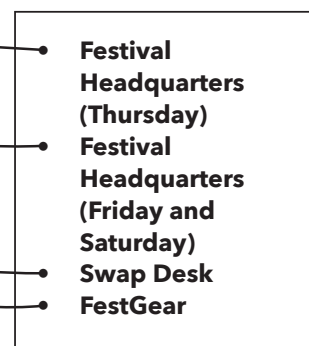 Festival
Headquarters
(Thursday)
Festival
Headquarters
(Friday and
Saturday)
Swap Desk
FestGear